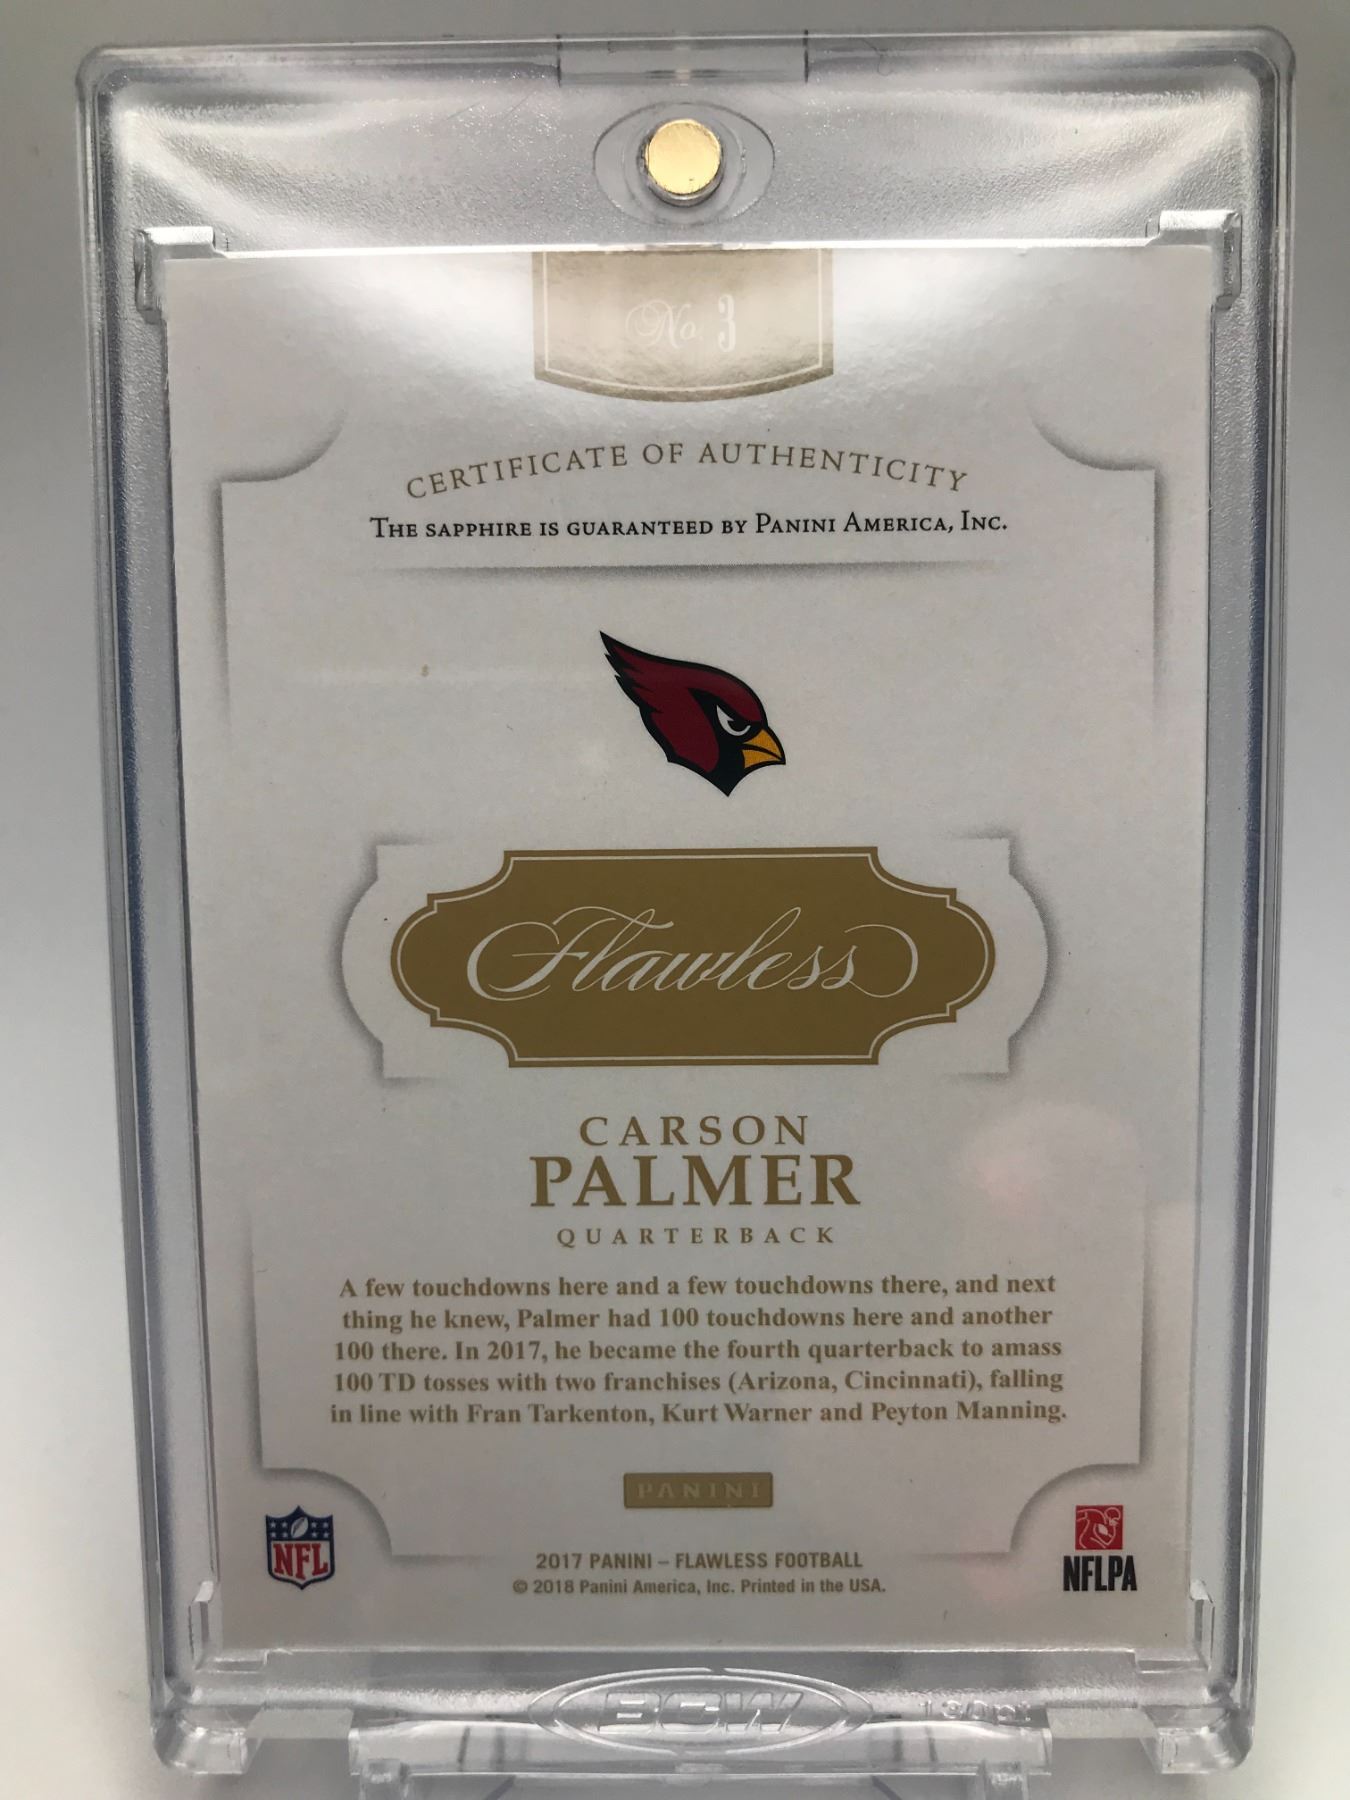 No. 3
CERTIFICATE OF AUTHENTICITY
THE SAPPHIRE IS GUARANTEED BY PANINI AMERICA, INC.
Flawless
CARSON
PALMER
QUARTERBACK
A few touchdowns here and a few touchdowns there, and next
thing he knew, Palmer had 100 touchdowns here and another
100 there. In 2017, he became the fourth quarterback to amass
100 TD tosses with two franchises (Arizona, Cincinnati), falling
in line with Fran Tarkenton, Kurt Warner and Peyton Manning.
PANINI
NFL
2017 PANINI – FLAWLESS FOOTBALL
© 2018 Panini America, Inc. Printed in the USA.
NFLPA
BCW
130pt